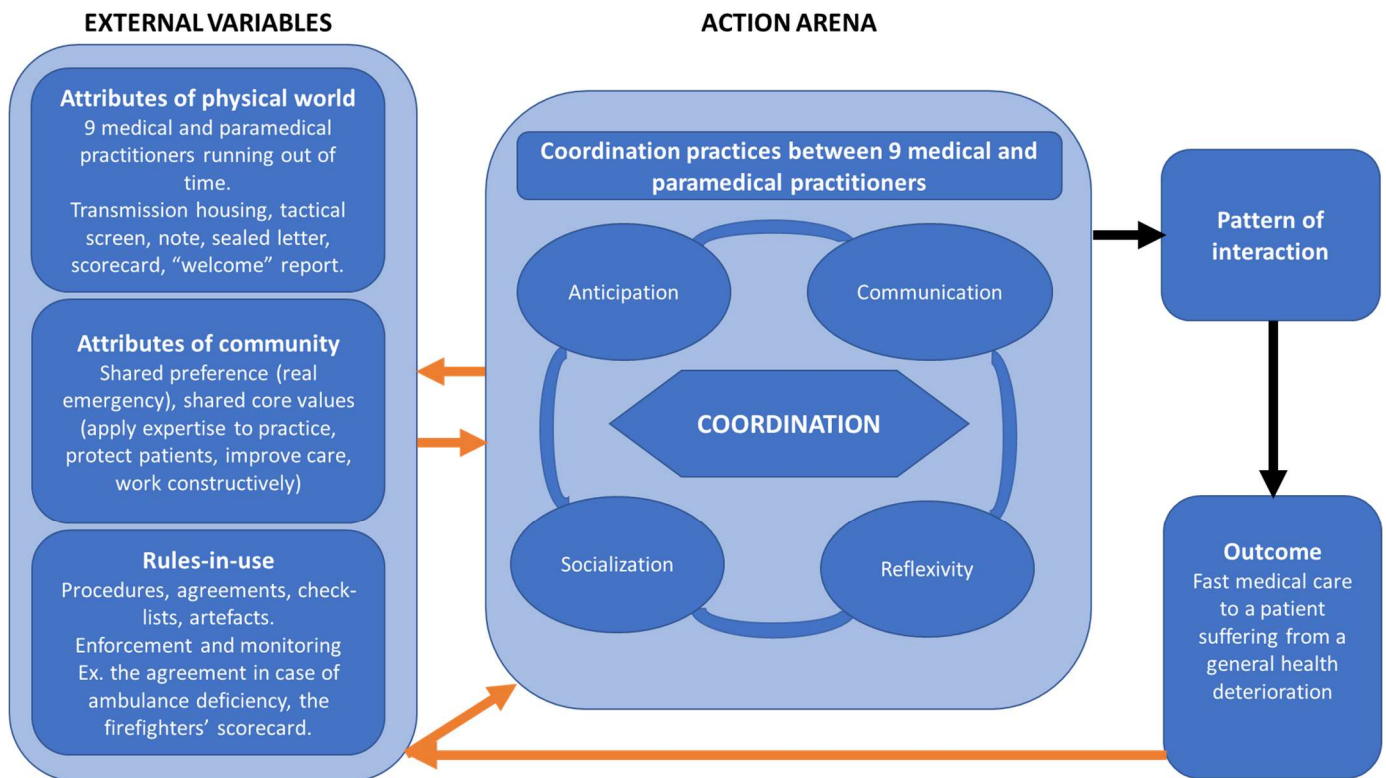 EXTERNAL VARIABLES
ACTION ARENA
Attributes of physical world
9 medical and paramedical
practitioners running out of
time.
Transmission housing, tactical
screen, note, sealed letter,
scorecard, “welcome” report.
Attributes of community
Shared preference (real
emergency), shared core values
(apply expertise to practice,
protect patients, improve care,
work constructively)
Rules-in-use
Procedures, agreements, check-
lists, artefacts.
Enforcement and monitoring
Ex. the agreement in case of
ambulance deficiency, the
firefighters’ scorecard.
Coordination practices between 9 medical and
paramedical practitioners
Anticipation
Communication
COORDINATION
Socialization
Reflexivity
Pattern of
interaction
Outcome
Fast medical care
to a patient
suffering from a
general health
deterioration